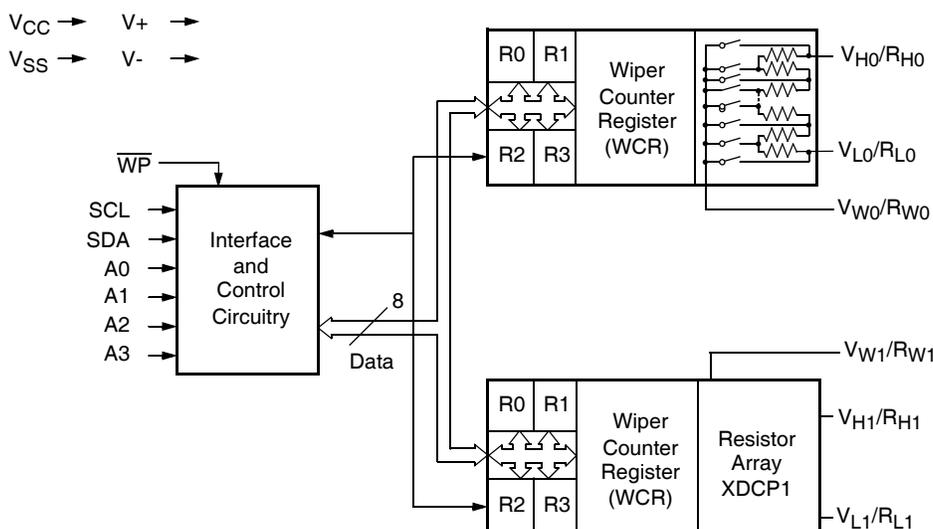 VCC V+
VSS V-
WP
SCL
SDA
A0
A1
A2
A3
Interface
and
Control
Circuitry
8
Data
R0 R1
R2 R3
Wiper
Counter
Register
(WCR)
VH0/RH0
VL0/RL0
VW0/RW0
R0 R1
R2 R3
Wiper
Counter
Register
(WCR)
Resistor
Array
XDCP1
VW1/RW1
VH1/RH1
VL1/RL1